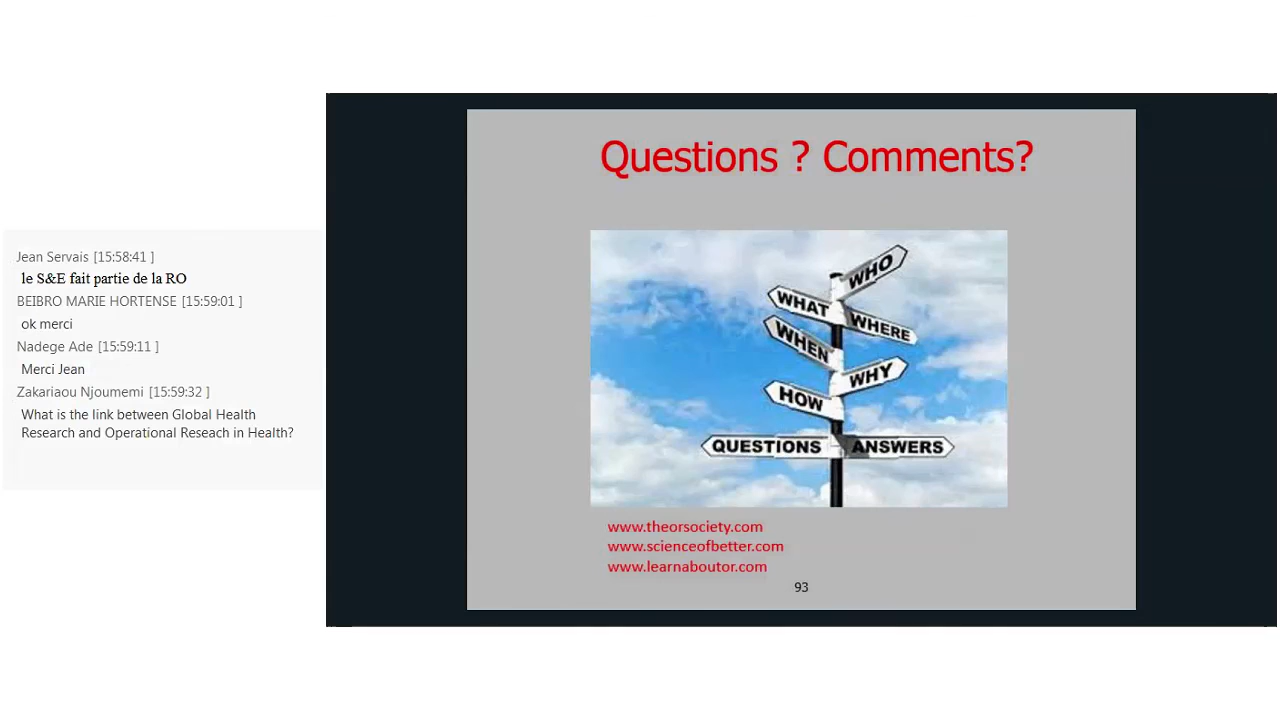 Jean Servais [15:58:41 ]
le S&E fait partie de la RO
BEIBRO MARIE HORTENSE [15:59:01 ]
ok merci
Nadege Ade [15:59:11 ]
Merci Jean
Zakariaou Njoumemi [15:59:32 ]
What is the link between Global Health
Research and Operational Reseach in Health?
Questions ? Comments?
WHO
WHAT
WHERE
WHEN
WHY
HOW
QUESTIONS ANSWERS
www.theorsociety.com
www.scienceofbetter.com
www.learnaboutor.com
93